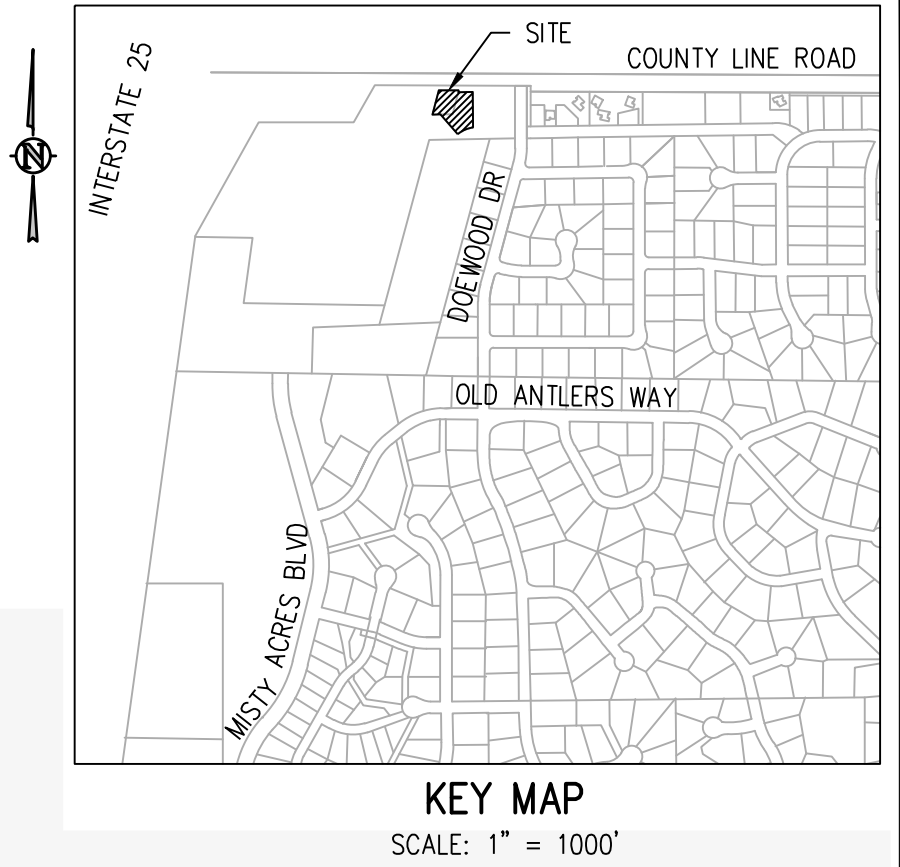 SITE
COUNTY LINE ROAD
INTERSTATE 25
N
DOEWOOD DR
OLD ANTLERS WAY
MISTY ACRES BLVD
KEY MAP
SCALE: 1" = 1000'